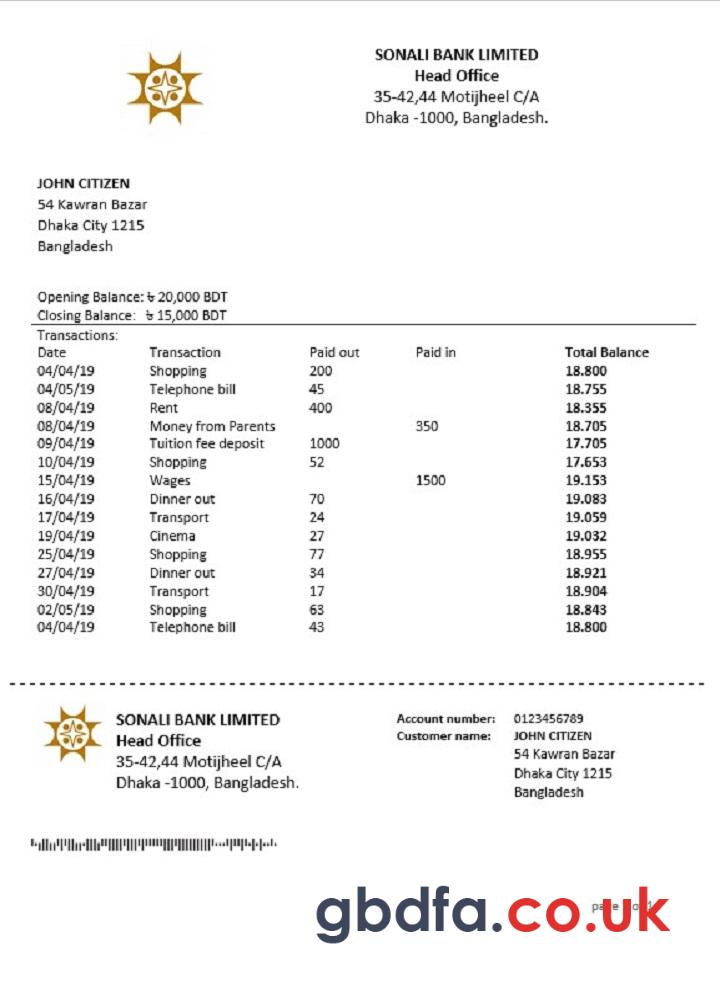 SONALI BANK LIMITED
Head Office
35-42,44 Motijheel C/A
Dhaka -1000, Bangladesh.
JOHN CITIZEN
54 Kawran Bazar
Dhaka City 1215
Bangladesh
Opening Balance: ৳ 20,000 BDT
Closing Balance: ৳ 15,000 BDT
Transactions:
Date Transaction Paid out Paid in Total Balance
04/04/19 Shopping 200 18.800
04/05/19 Telephone bill 45 18.755
08/04/19 Rent 400 18.355
08/04/19 Money from Parents 350 18.705
09/04/19 Tuition fee deposit 1000 17.705
10/04/19 Shopping 52 17.653
15/04/19 Wages 1500 19.153
16/04/19 Dinner out 70 19.083
17/04/19 Transport 24 19.059
19/04/19 Cinema 27 19.032
25/04/19 Shopping 77 18.955
27/04/19 Dinner out 34 18.921
30/04/19 Transport 17 18.904
02/05/19 Shopping 63 18.843
04/04/19 Telephone bill 43 18.800
SONALI BANK LIMITED
Head Office
35-42,44 Motijheel C/A
Dhaka -1000, Bangladesh.
Account number: 0123456789
Customer name: JOHN CITIZEN
54 Kawran Bazar
Dhaka City 1215
Bangladesh
gbdfa.co.uk